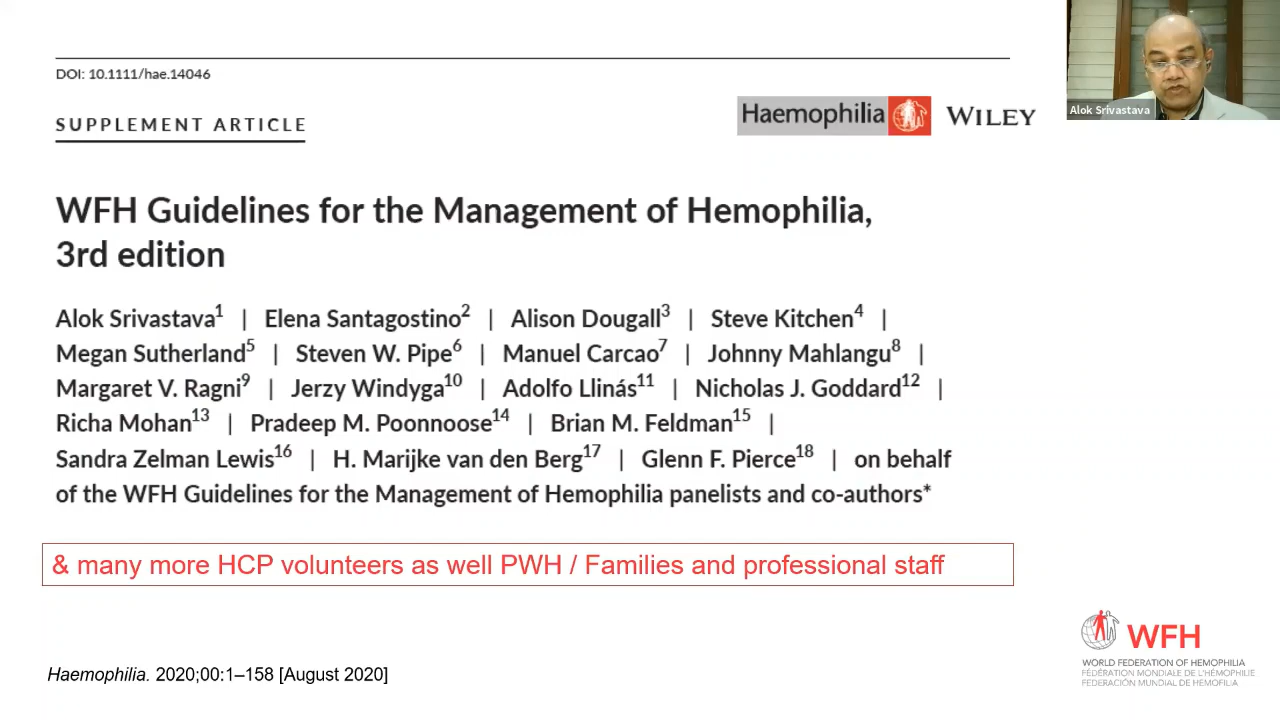 DOI: 10.1111/hae.14046
SUPPLEMENT ARTICLE
Haemophilia WILEY
Alok Srivastava
WFH Guidelines for the Management of Hemophilia,
3rd edition
Alok Srivastava1 | Elena Santagostino2 | Alison Dougall3 | Steve Kitchen4 |
Megan Sutherland5 | Steven W. Pipe6 | Manuel Carcao7 | Johnny Mahlangu8 |
Margaret V. Ragni9 | Jerzy Windyga10 | Adolfo Llinás11 | Nicholas J. Goddard12 |
Richa Mohan13 | Pradeep M. Poonnoose14 | Brian M. Feldman15 |
Sandra Zelman Lewis16 | H. Marijke van den Berg17 | Glenn F. Pierce18 | on behalf
of the WFH Guidelines for the Management of Hemophilia panelists and co-authors*
& many more HCP volunteers as well PWH / Families and professional staff
Haemophilia. 2020;00:1–158 [August 2020]
WFH
WORLD FEDERATION OF HEMOPHILIA
FÉDÉRATION MONDIALE DE L'HÉMOPHILIE
FEDERACIÓN MUNDIAL DE HEMOFILIA